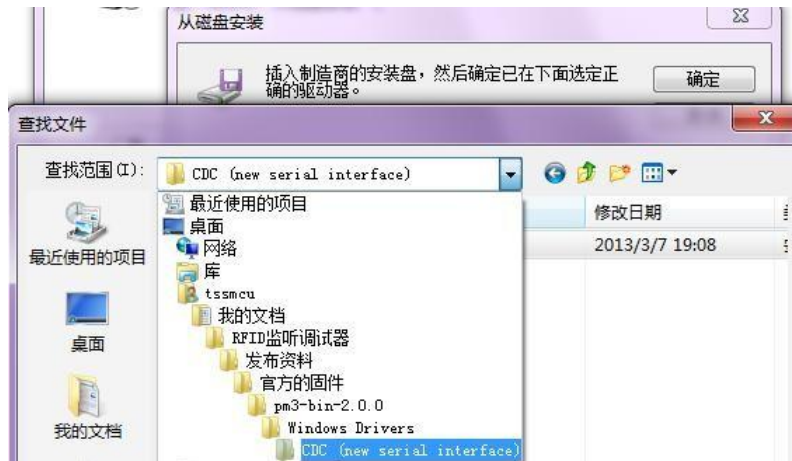 从磁盘安装
插入制造商的安装盘，然后确定已在下面选定正
确的驱动器。
确定
查找文件
查找范围(I):
CDC (new serial interface)
最近使用的项目
桌面
网络
库
tssmcu
我的文档
RFID监听调试器
发布资料
官方的固件
pm3-bin-2.0.0
Windows Drivers
CDC (new serial interface)
修改日期
2013/3/7 19:08
最近使用的项目
桌面
我的文档